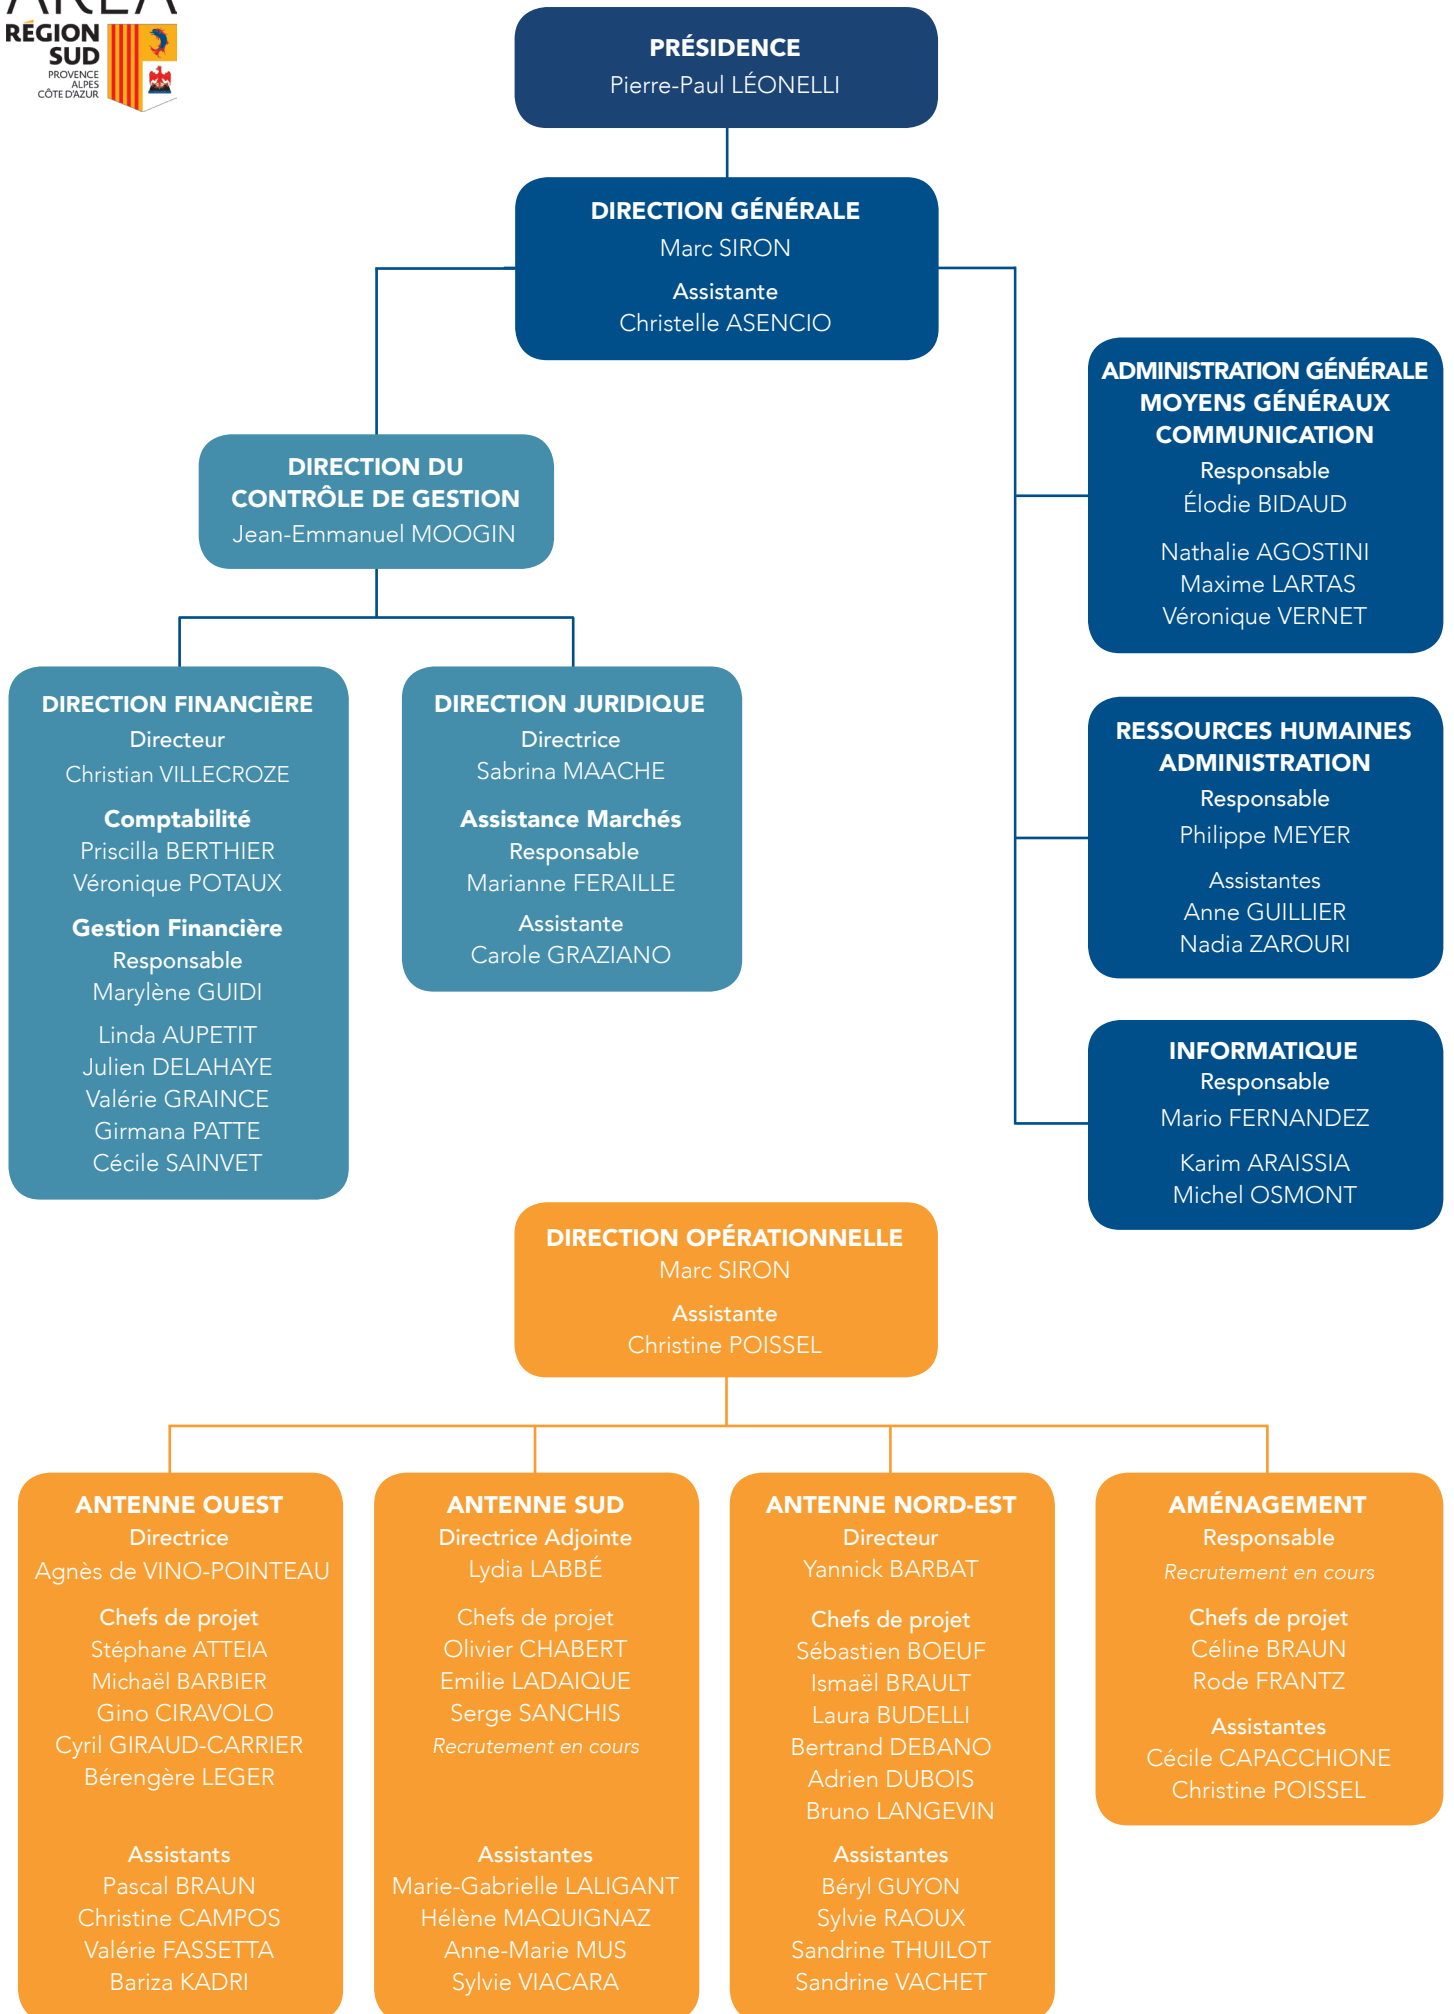 AREA
RÉGION
SUD
PROVENCE
ALPES
CÔTE D'AZUR
PRÉSIDENCE
Pierre-Paul LÉONELLI
DIRECTION GÉNÉRALE
Marc SIRON
Assistante
Christelle ASENCIO
ADMINISTRATION GÉNÉRALE
MOYENS GÉNÉRAUX
COMMUNICATION
Responsable
Élodie BIDAUD
Nathalie AGOSTINI
Maxime LARTAS
Véronique VERNET
DIRECTION DU
CONTRÔLE DE GESTION
Jean-Emmanuel MOOGIN
DIRECTION FINANCIÈRE
Directeur
Christian VILLECROZE
Comptabilité
Priscilla BERTHIER
Véronique POTAUX
Gestion Financière
Responsable
Marylène GUIDI
Linda AUPETIT
Julien DELAHAYE
Valérie GRAINCE
Girmana PATTE
Cécile SAINVET
DIRECTION JURIDIQUE
Directrice
Sabrina MAACHE
Assistance Marchés
Responsable
Marianne FERAILLE
Assistante
Carole GRAZIANO
RESSOURCES HUMAINES
ADMINISTRATION
Responsable
Philippe MEYER
Assistantes
Anne GUILLIER
Nadia ZAROURI
INFORMATIQUE
Responsable
Mario FERNANDEZ
Karim ARAISSIA
Michel OSMONT
DIRECTION OPÉRATIONNELLE
Marc SIRON
Assistante
Christine POISSEL
ANTENNE OUEST
Directrice
Agnès de VINO-POINTEAU
Chefs de projet
Stéphane ATTEIA
Michaël BARBIER
Gino CIRAVOLO
Cyril GIRAUD-CARRIER
Bérengère LEGER
Assistants
Pascal BRAUN
Christine CAMPOS
Valérie FASSETTA
Bariza KADRI
ANTENNE SUD
Directrice Adjointe
Lydia LABBÉ
Chefs de projet
Olivier CHABERT
Emilie LADAIQUE
Serge SANCHIS
Recrutement en cours
Assistantes
Marie-Gabrielle LALIGANT
Hélène MAQUIGNAZ
Anne-Marie MUS
Sylvie VIACARA
ANTENNE NORD-EST
Directeur
Yannick BARBAT
Chefs de projet
Sébastien BOEUF
Ismaël BRAULT
Laura BUDELLI
Bertrand DEBANO
Adrien DUBOIS
Bruno LANGEVIN
Assistantes
Béryl GUYON
Sylvie RAOUX
Sandrine THUILOT
Sandrine VACHET
AMÉNAGEMENT
Responsable
Recrutement en cours
Chefs de projet
Céline BRAUN
Rode FRANTZ
Assistantes
Cécile CAPACCHIONE
Christine POISSEL